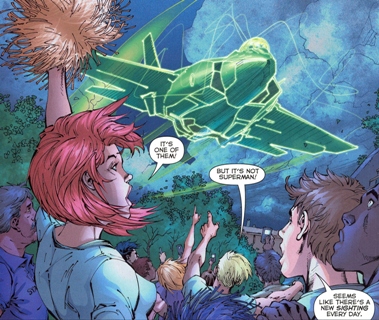 IT'S
ONE OF
THEM!
BUT IT'S NOT
SUPERMAN!
SEEMS
LIKE THERE'S A
NEW SIGHTING
EVERY DAY.